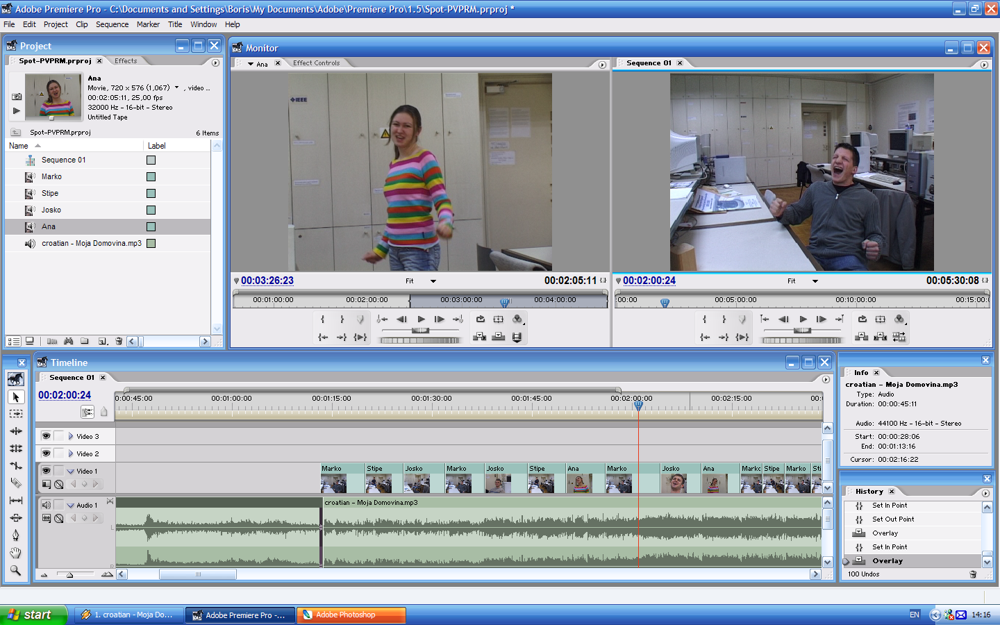 Adobe Premiere Pro - C:\Documents and Settings\Boris\My Documents\Adobe\Premiere Pro\1.5\Spot-PVPRM.prproj *
File Edit Project Clip Sequence Marker Title Window Help
Project
Spot-PVPRM.prproj Effects
Ana
Movie, 720 x 576 (1,067) , video ...
00:02:05:11, 25,00 fps
32000 Hz - 16-bit - Stereo
Untitled Tape
Spot-PVPRM.prproj 6 Items
Name Label
Sequence 01
Marko
Stipe
Josko
Ana
croatian - Moja Domovina.mp3
Monitor
Ana Effect Controls
IEEE
00:03:26:23 Fit 00:02:05:11
00:01:00:00 00:02:00:00 00:03:00:00 00:04:00:00
Sequence 01
00:02:00:24 Fit 00:05:30:08
:00:00 00:05:00:00 00:10:00:00 00:15:00:
Timeline
Sequence 01
00:02:00:24
0:00:45:00 00:01:00:00 00:01:15:00 00:01:30:00 00:01:45:00 00:02:00:00 00:02:15:00 00:
Video 3
Video 2
Video 1
Marko Stipe Josko Marko Josko Stipe Ana Marko Josko Ana Markc Stipe Marko Sti
Audio 1
croatian - Moja Domovina.mp3
L
R
Info
croatian - Moja Domovina.mp3
Type: Audio
Duration: 00:00:45:11
Audio: 44100 Hz - 16-bit - Stereo
Start: 00:00:28:06
End: 00:01:13:16
Cursor: 00:02:16:22
History
Set In Point
Set Out Point
Overlay
Set In Point
Overlay
100 Undos
start
1. croatian - Moja Do...
Adobe Premiere Pro -...
Adobe Photoshop
EN
14:16